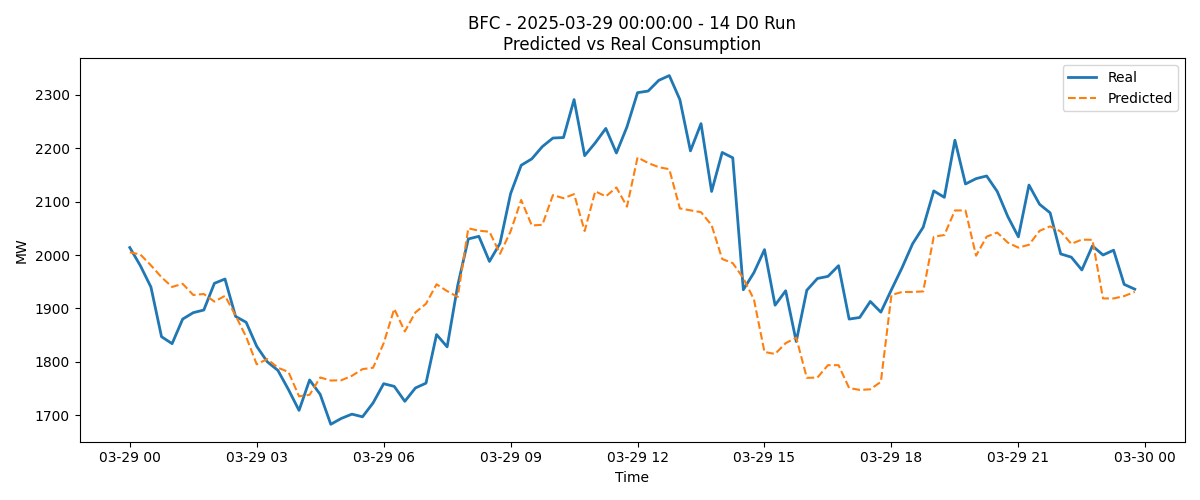 BFC - 2025-03-29 00:00:00 - 14 D0 Run
Predicted vs Real Consumption
Real
Predicted
MW
2300
2200
2100
2000
1900
1800
1700
03-29 00
03-29 03
03-29 06
03-29 09
03-29 12
03-29 15
03-29 18
03-29 21
03-30 00
Time